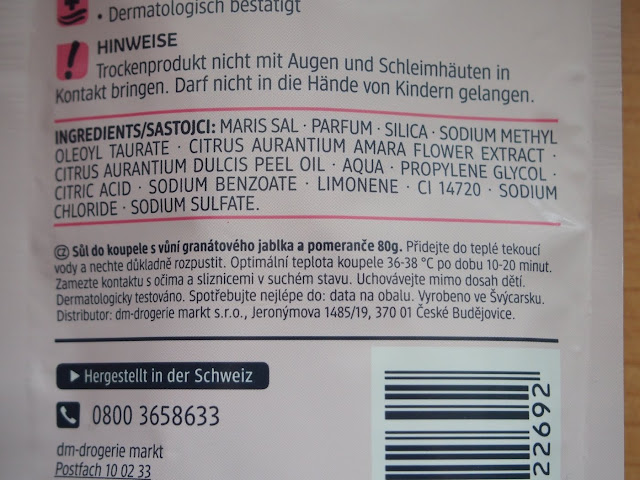 • Dermatologisch bestätigt
HINWEISE
Trockenprodukt nicht mit Augen und Schleimhäuten in
Kontakt bringen. Darf nicht in die Hände von Kindern gelangen.
INGREDIENTS/SASTOJCI: MARIS SAL · PARFUM · SILICA · SODIUM METHYL
OLEOYL TAURATE · CITRUS AURANTIUM AMARA FLOWER EXTRACT ·
CITRUS AURANTIUM DULCIS PEEL OIL · AQUA · PROPYLENE GLYCOL ·
CITRIC ACID · SODIUM BENZOATE · LIMONENE · CI 14720 · SODIUM
CHLORIDE · SODIUM SULFATE.
CZ Sůl do koupele s vůní granátového jablka a pomeranče 80g. Přidejte do teplé tekoucí
vody a nechte důkladně rozpustit. Optimální teplota koupele 36-38 °C po dobu 10-20 minut.
Zamezte kontaktu s očima a sliznicemi v suchém stavu. Uchovávejte mimo dosah dětí.
Dermatologicky testováno. Spotřebujte nejlépe do: data na obalu. Vyrobeno ve Švýcarsku.
Distributor: dm-drogerie markt s.r.o., Jeronýmova 1485/19, 370 01 České Budějovice.
Hergestellt in der Schweiz
0800 3658633
dm-drogerie markt
Postfach 10 02 33
22692